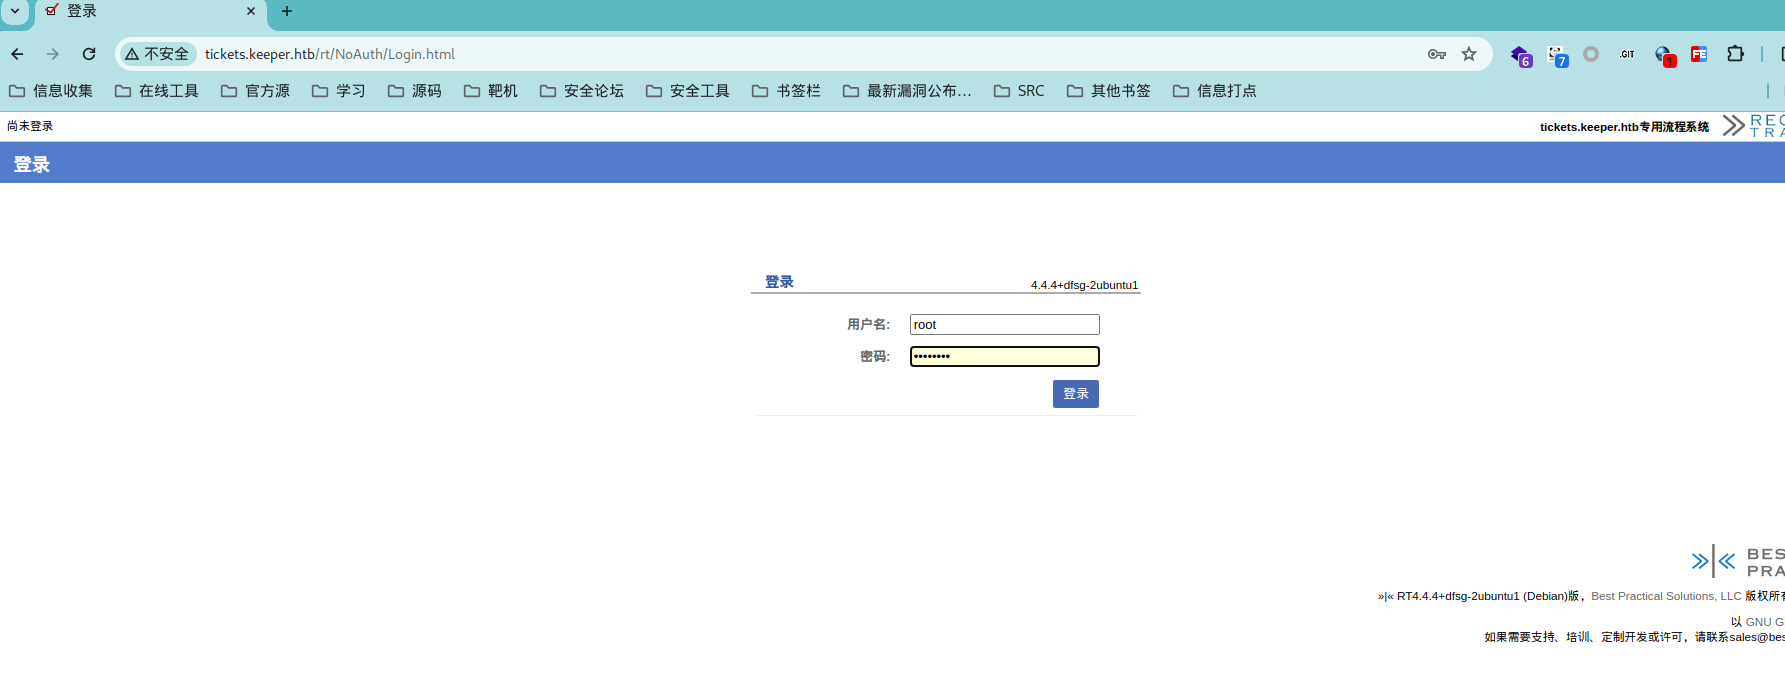 登录
不安全 tickets.keeper.htb/rt/NoAuth/Login.html
.GIT
6
7
1
FE
信息收集 在线工具 官方源 学习 源码 靶机 安全论坛 安全工具 书签栏 最新漏洞公布... SRC 其他书签 信息打点
尚未登录
tickets.keeper.htb专用流程系统
登录
登录 4.4.4+dfsg-2ubuntu1
用户名: root
密码: ••••••••
登录
»|« RT4.4.4+dfsg-2ubuntu1 (Debian)版，Best Practical Solutions, LLC 版权所
以 GNU G
如果需要支持、培训、定制开发或许可，请联系sales@bes